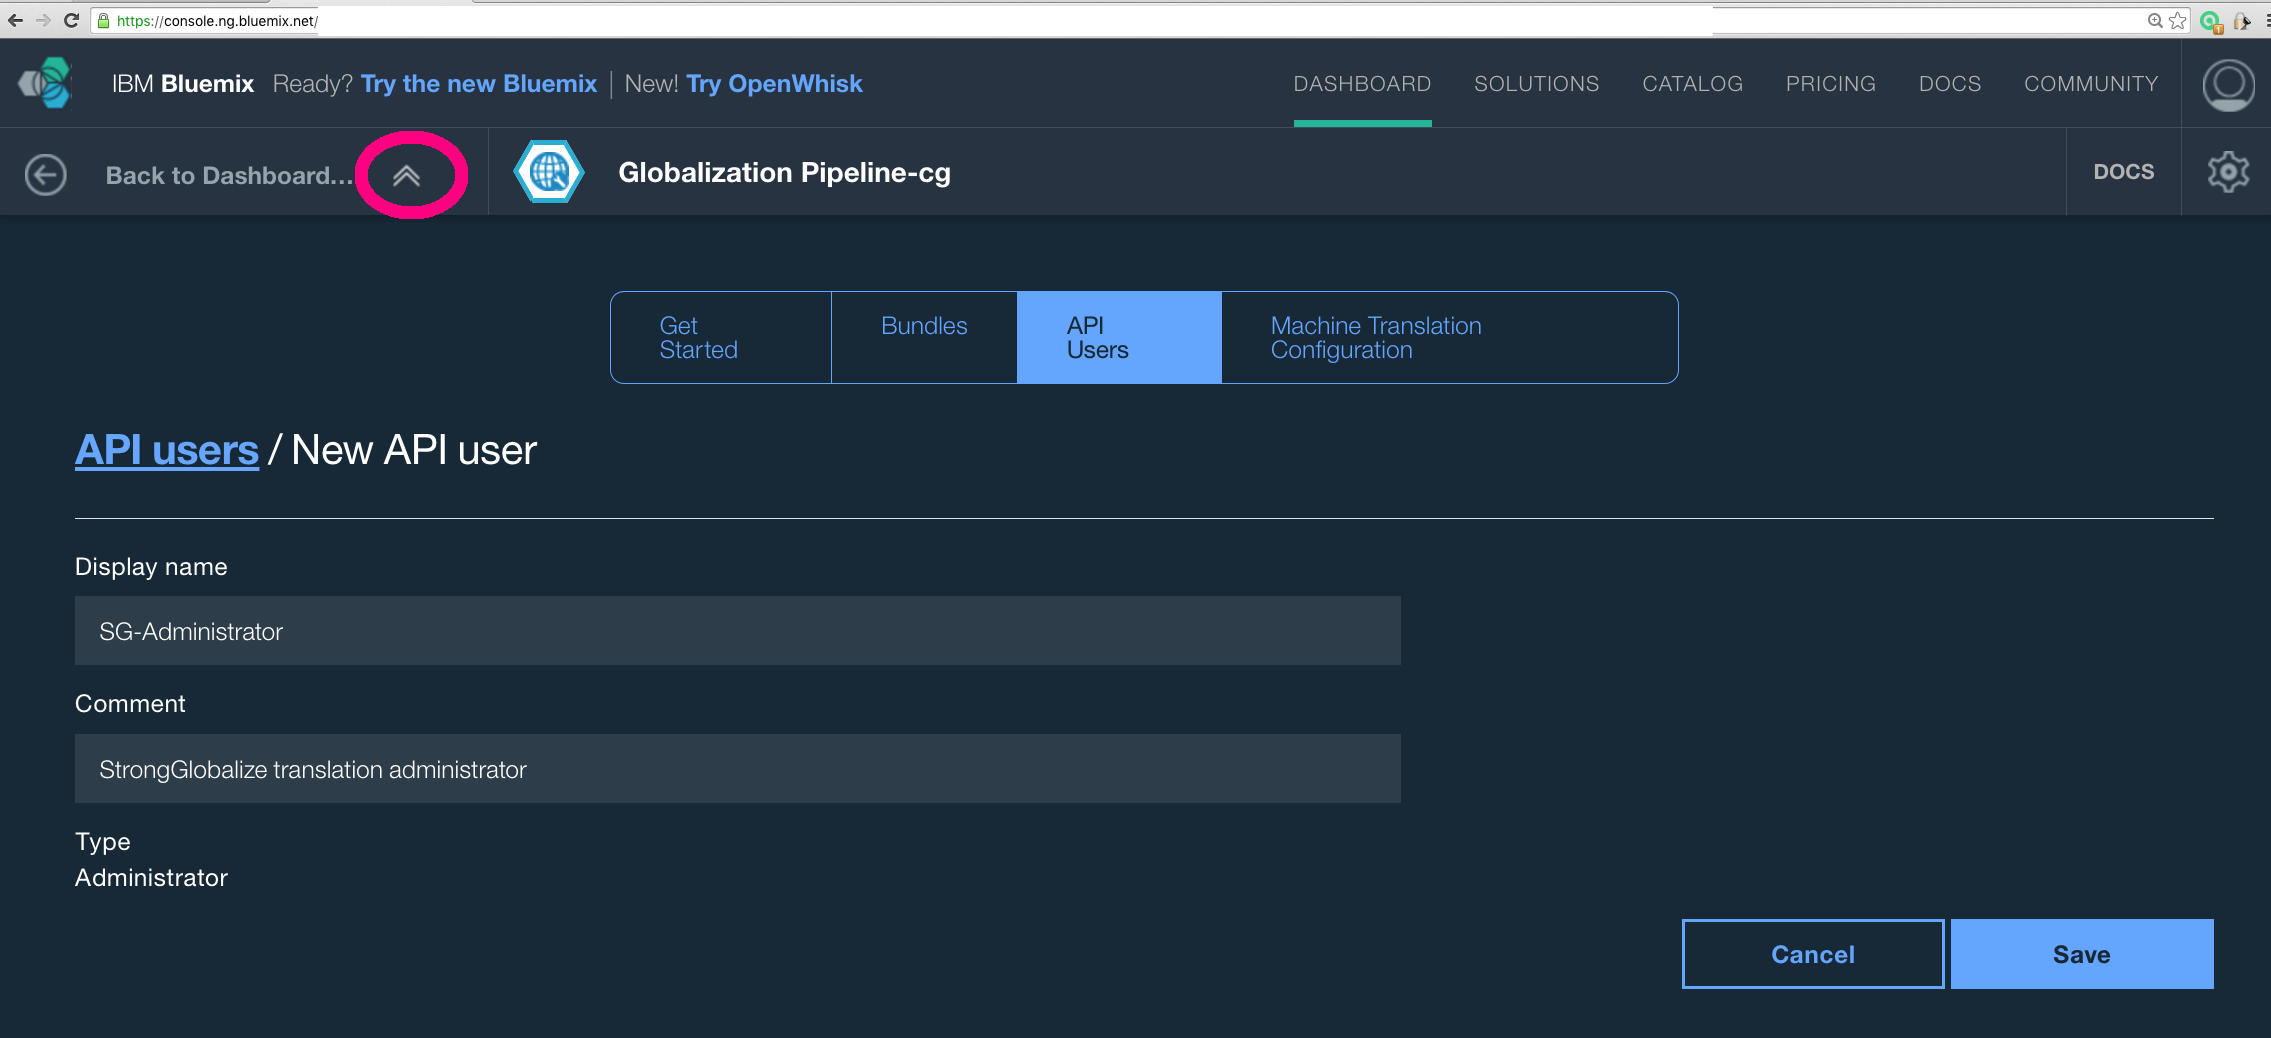 https://console.ng.bluemix.net/
IBM Bluemix Ready? Try the new Bluemix | New! Try OpenWhisk
DASHBOARD SOLUTIONS CATALOG PRICING DOCS COMMUNITY
Back to Dashboard...
Globalization Pipeline-cg
DOCS
Get
Started
Bundles
API
Users
Machine Translation
Configuration
API users / New API user
Display name
SG-Administrator
Comment
StrongGlobalize translation administrator
Type
Administrator
Cancel
Save